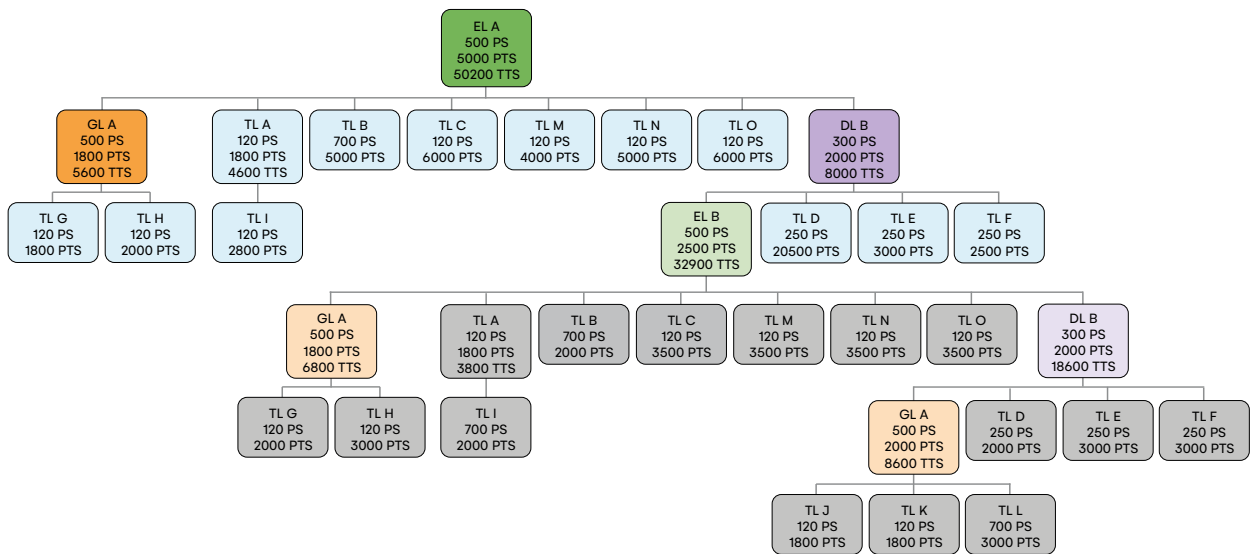 EL A
500 PS
5000 PTS
50200 TTS
GL A
500 PS
1800 PTS
5600 TTS
TL A
120 PS
1800 PTS
4600 TTS
TL B
700 PS
5000 PTS
TL C
120 PS
6000 PTS
TL M
120 PS
4000 PTS
TL N
120 PS
5000 PTS
TL O
120 PS
6000 PTS
DL B
300 PS
2000 PTS
8000 TTS
TL G
120 PS
1800 PTS
TL H
120 PS
2000 PTS
TL I
120 PS
2800 PTS
EL B
500 PS
2500 PTS
32900 TTS
TL D
250 PS
20500 PTS
TL E
250 PS
3000 PTS
TL F
250 PS
2500 PTS
GL A
500 PS
1800 PTS
6800 TTS
TL A
120 PS
1800 PTS
3800 TTS
TL B
700 PS
2000 PTS
TL C
120 PS
3500 PTS
TL M
120 PS
3500 PTS
TL N
120 PS
3500 PTS
TL O
120 PS
3500 PTS
DL B
300 PS
2000 PTS
18600 TTS
TL G
120 PS
2000 PTS
TL H
120 PS
3000 PTS
TL I
700 PS
2000 PTS
GL A
500 PS
2000 PTS
8600 TTS
TL D
250 PS
2000 PTS
TL E
250 PS
3000 PTS
TL F
250 PS
3000 PTS
TL J
120 PS
1800 PTS
TL K
120 PS
1800 PTS
TL L
700 PS
3000 PTS